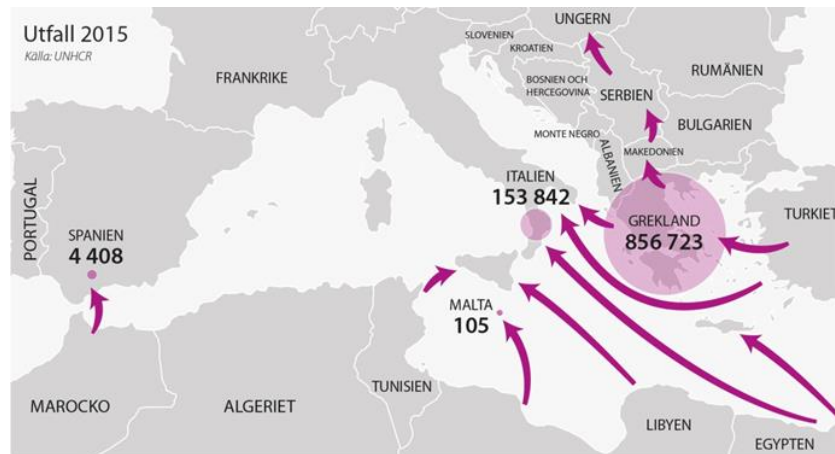 Utfall 2015
Källa: UNHCR
UNGERN
SLOVENIEN
KROATIEN
FRANKRIKE
RUMÄNIEN
BOSNIEN OCH
HERCEGOVINA
SERBIEN
BULGARIEN
MONTE NEGRO
ALBANIEN
MAKEDONIEN
ITALIEN
153 842
PORTUGAL
SPANIEN
4 408
GREKLAND
856 723
TURKIET
MALTA
105
TUNISIEN
MAROCKO
ALGERIET
LIBYEN
EGYPTEN